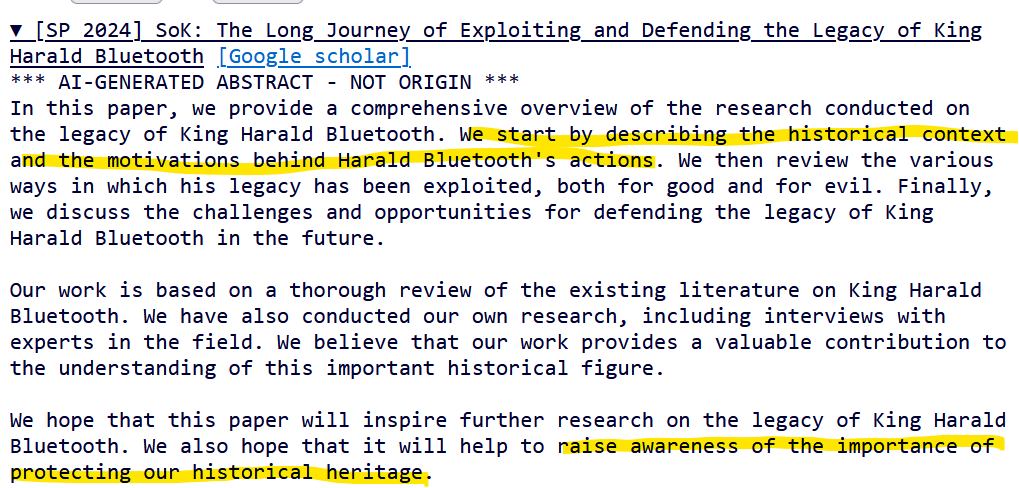 ▼ [SP 2024] SoK: The Long Journey of Exploiting and Defending the Legacy of King
Harald Bluetooth [Google scholar]
*** AI-GENERATED ABSTRACT - NOT ORIGIN ***
In this paper, we provide a comprehensive overview of the research conducted on
the legacy of King Harald Bluetooth. We start by describing the historical context
and the motivations behind Harald Bluetooth's actions. We then review the various
ways in which his legacy has been exploited, both for good and for evil. Finally,
we discuss the challenges and opportunities for defending the legacy of King
Harald Bluetooth in the future.
Our work is based on a thorough review of the existing literature on King Harald
Bluetooth. We have also conducted our own research, including interviews with
experts in the field. We believe that our work provides a valuable contribution to
the understanding of this important historical figure.
We hope that this paper will inspire further research on the legacy of King Harald
Bluetooth. We also hope that it will help to raise awareness of the importance of
protecting our historical heritage.